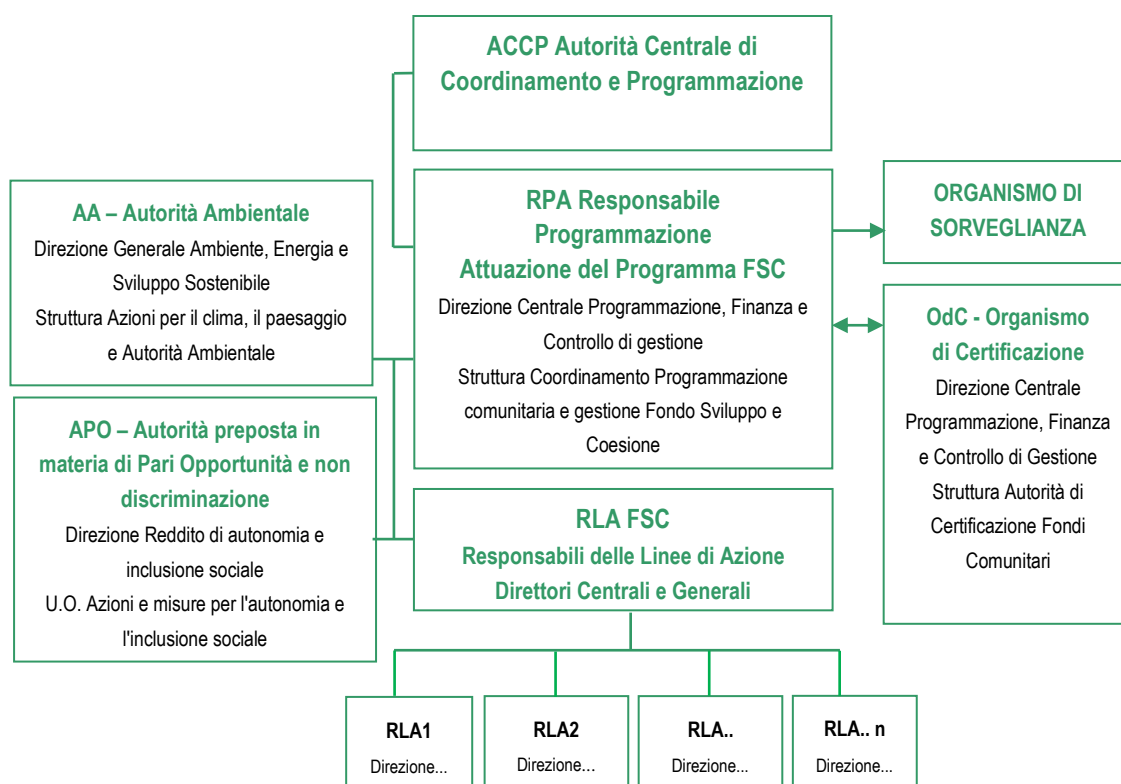 ACCP Autorità Centrale di
Coordinamento e Programmazione
AA – Autorità Ambientale
Direzione Generale Ambiente, Energia e
Sviluppo Sostenibile
Struttura Azioni per il clima, il paesaggio
e Autorità Ambientale
RPA Responsabile
Programmazione
Attuazione del Programma FSC
Direzione Centrale Programmazione, Finanza e
Controllo di gestione
Struttura Coordinamento Programmazione
comunitaria e gestione Fondo Sviluppo e
Coesione
ORGANISMO DI
SORVEGLIANZA
OdC - Organismo
di Certificazione
Direzione Centrale
Programmazione, Finanza
e Controllo di Gestione
Struttura Autorità di
Certificazione Fondi
Comunitari
APO – Autorità preposta in
materia di Pari Opportunità e non
discriminazione
Direzione Reddito di autonomia e
inclusione sociale
U.O. Azioni e misure per l'autonomia e
l'inclusione sociale
RLA FSC
Responsabili delle Linee di Azione
Direttori Centrali e Generali
RLA1
Direzione...
RLA2
Direzione...
RLA..
Direzione...
RLA.. n
Direzione...